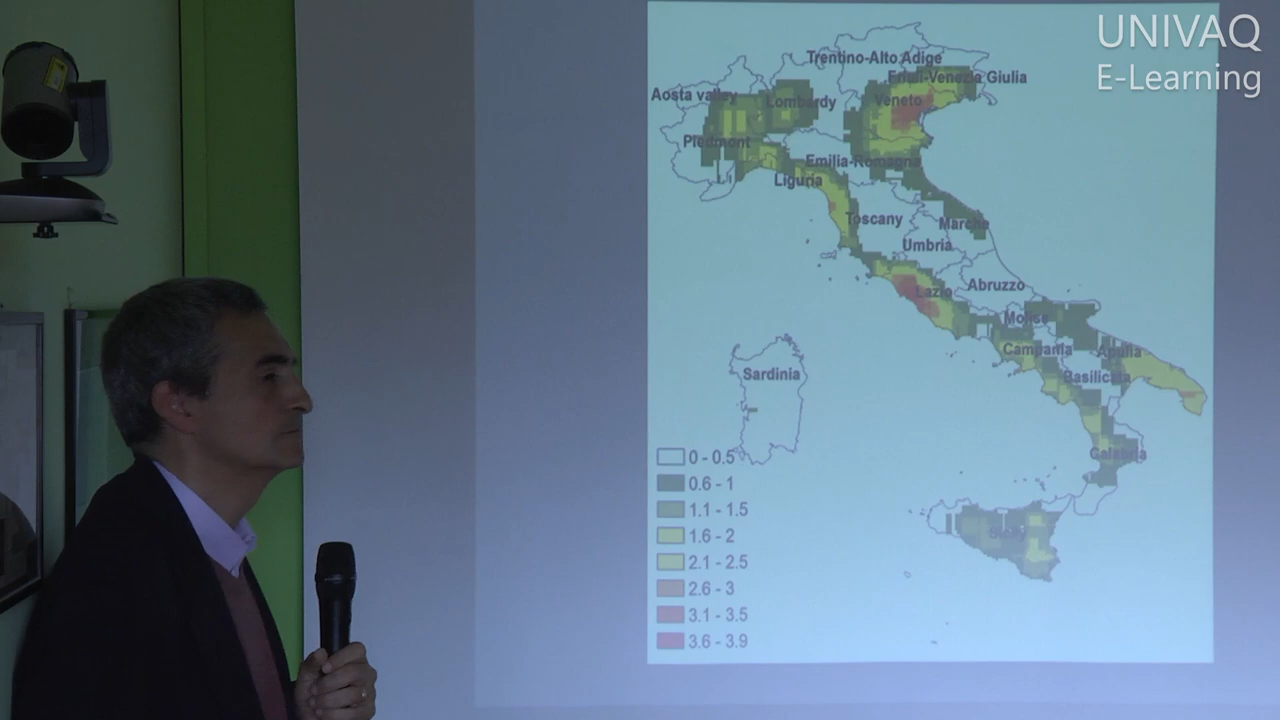 UNIVAQ
E-Learning
Trentino-Alto Adige
Friuli-Venezia Giulia
Aosta valley
Lombardy
Veneto
Piedmont
Emilia-Romagna
Liguria
Toscany
Marche
Umbria
Abruzzo
Lazio
Molise
Campania
Apulia
Basilicata
Sardinia
Calabria
Sicily
0 - 0.5
0.6 - 1
1.1 - 1.5
1.6 - 2
2.1 - 2.5
2.6 - 3
3.1 - 3.5
3.6 - 3.9